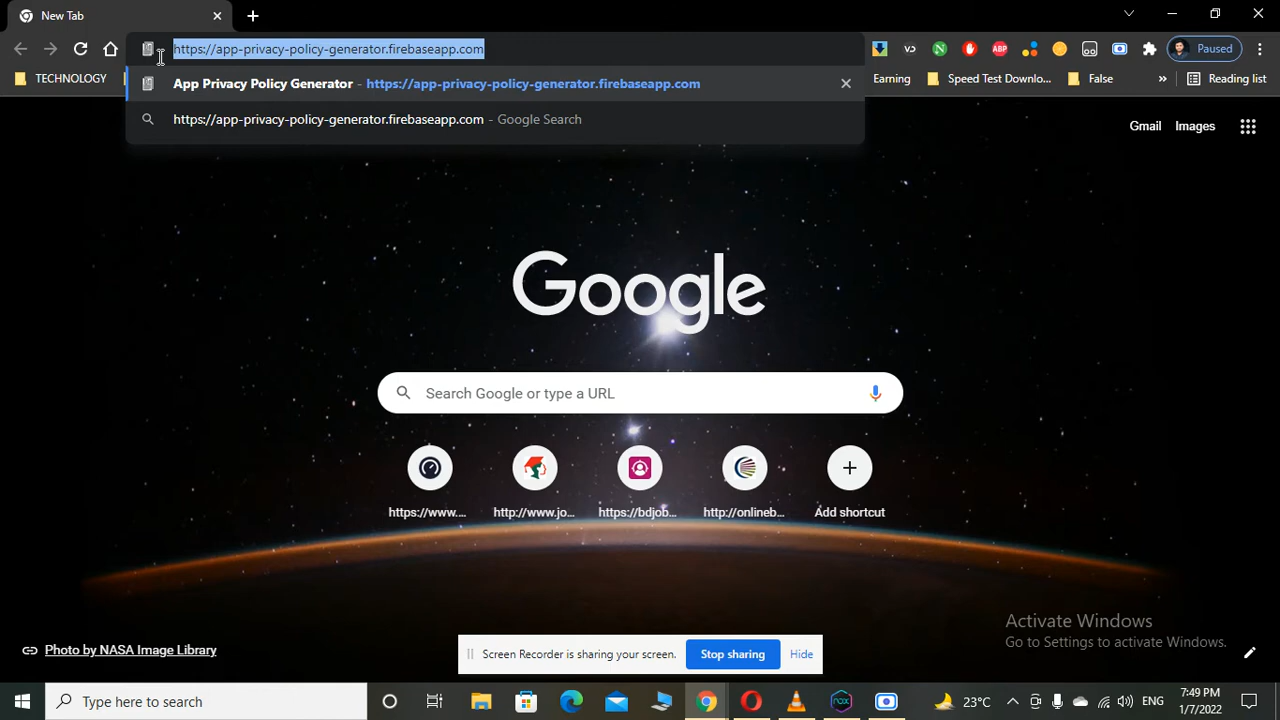 New Tab
https://app-privacy-policy-generator.firebaseapp.com
Paused
TECHNOLOGY
Earning
Speed Test Downlo...
False
»
Reading list
App Privacy Policy Generator - https://app-privacy-policy-generator.firebaseapp.com
https://app-privacy-policy-generator.firebaseapp.com - Google Search
Gmail
Images
Google
Search Google or type a URL
https://www....
http://www.jo...
https://bdjob...
http://onlineb...
Add shortcut
Activate Windows
Go to Settings to activate Windows.
Photo by NASA Image Library
Screen Recorder is sharing your screen.
Stop sharing
Hide
Type here to search
23°C
ENG
7:49 PM
1/7/2022